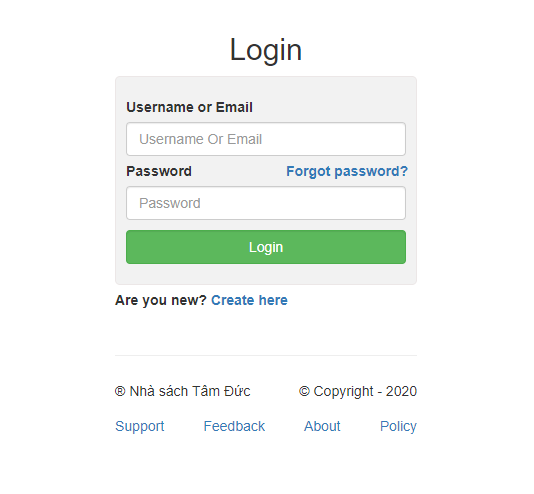 Login
Username or Email
Username Or Email
Password Forgot password?
Password
Login
Are you new? Create here
® Nhà sách Tâm Đức © Copyright - 2020
Support Feedback About Policy